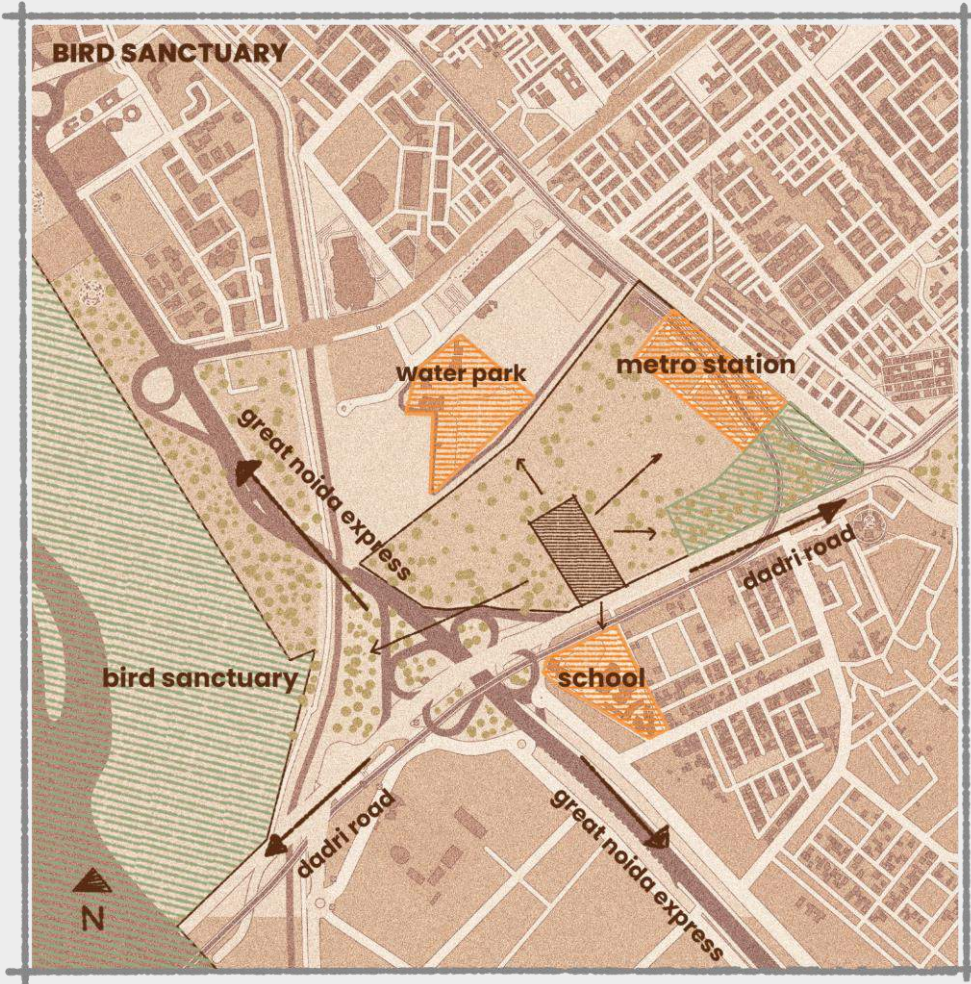 BIRD SANCTUARY
water park
metro station
great noida express
dadri road
bird sanctuary
school
dadri road
great noida express
N